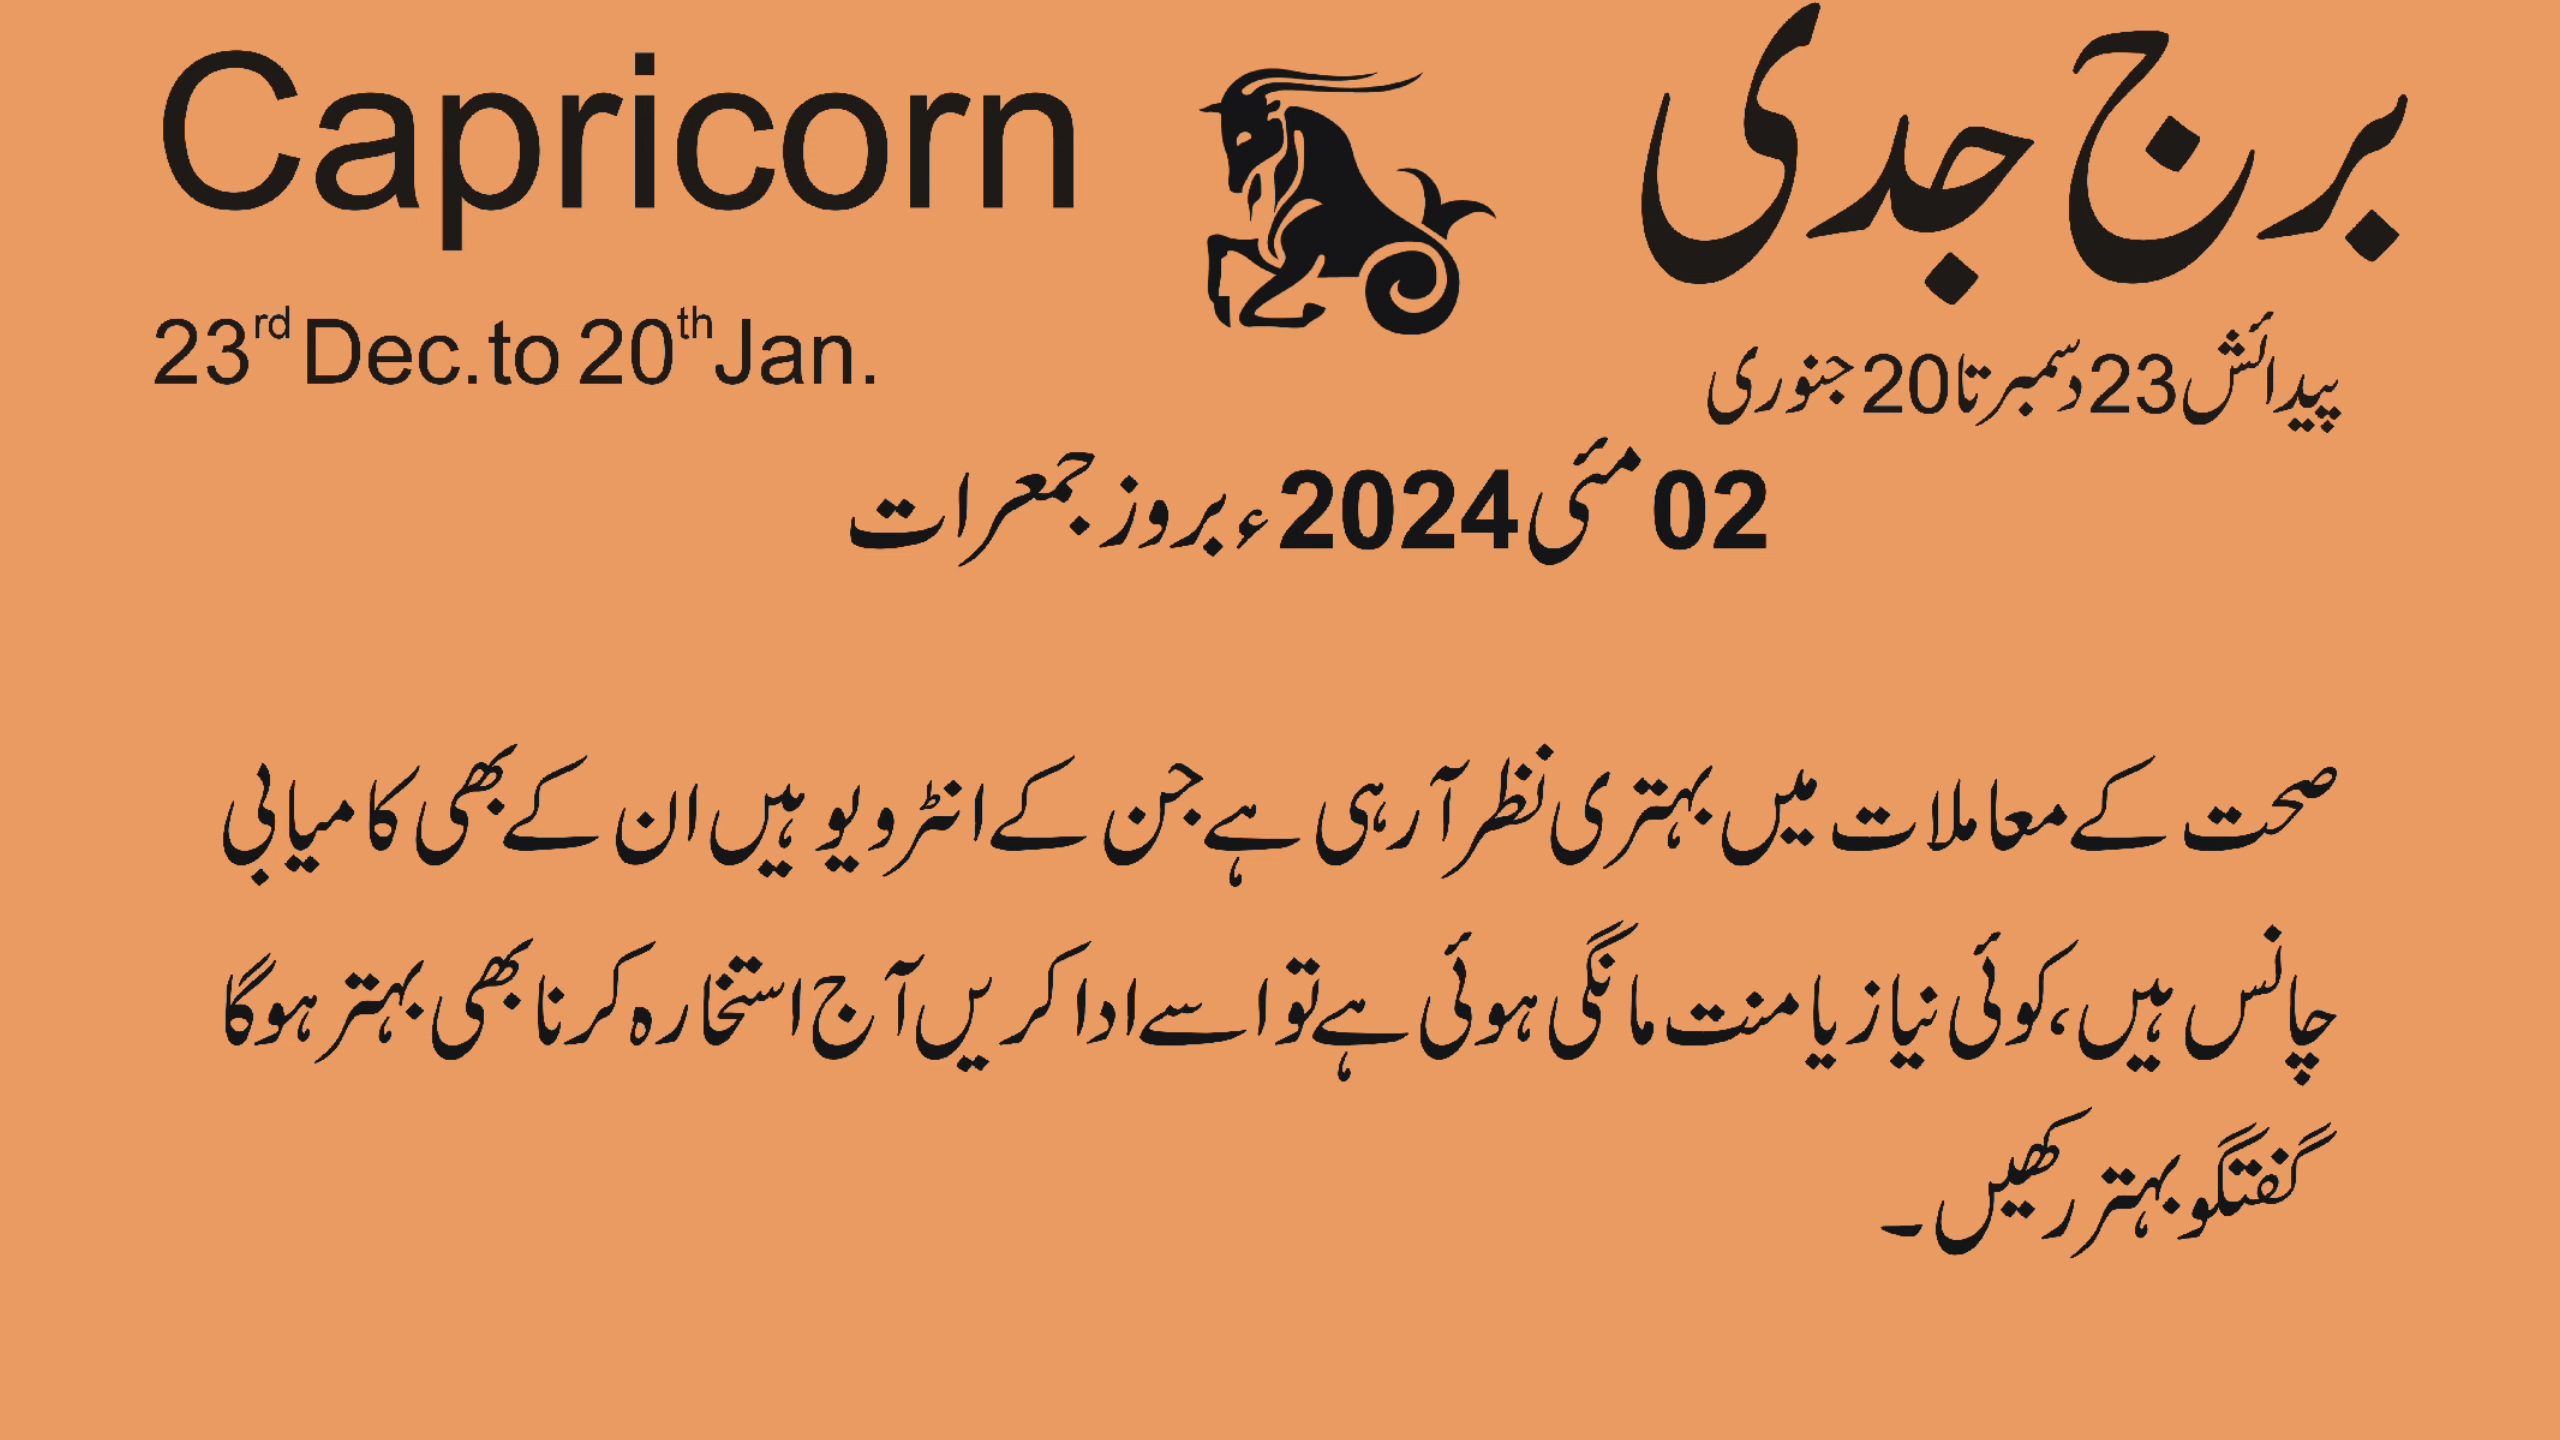 Capricorn
برج جدی
23rd Dec. to 20th Jan.
پیدائش 23 دسمبر تا 20 جنوری
02 مئی 2024ء بروز جمعرات
صحت کے معاملات میں بہتری نظر آرہی ہے جن کے انٹرویو ہیں ان کے بھی کامیابی
چانس ہیں، کوئی نیاز یا منت مانگی ہوئی ہے تو اسے ادا کریں آج استخارہ کرنا بھی بہتر ہوگا
گفتگو بہتر رکھیں۔